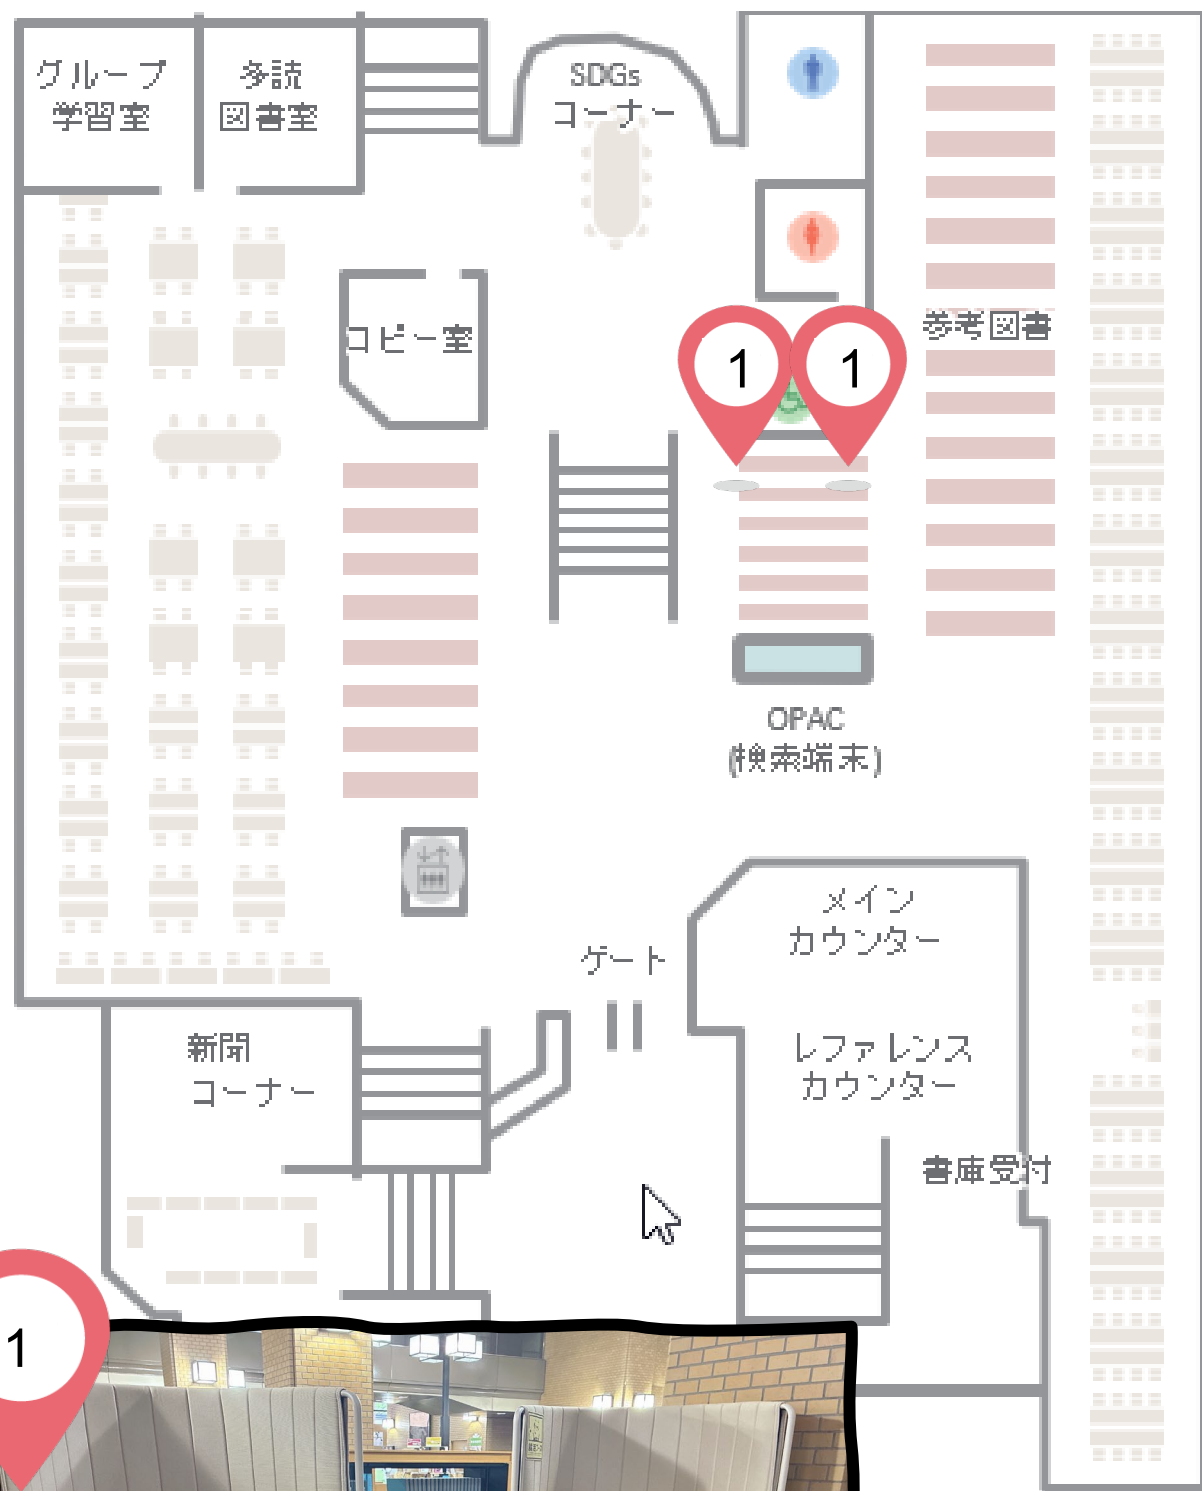 グループ
学習室
多読
図書室
SDGs
コーナー
コピー室
参考図書
1
1
OPAC
(検索端末)
メイン
カウンター
ゲート
レファレンス
カウンター
新聞
コーナー
書庫受付
1